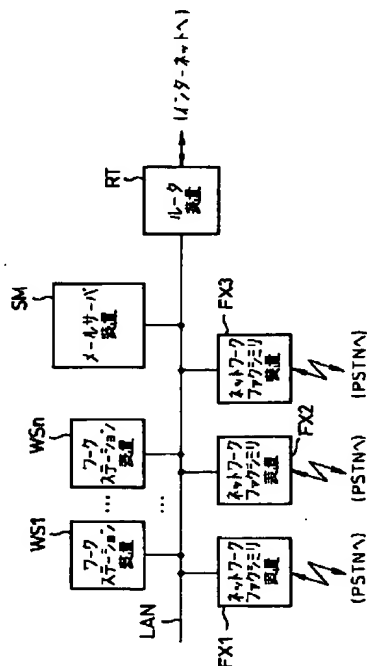 WS1
ワーク
ステーション
装置
...
WSn
ワーク
ステーション
装置
...
SM
メールサーバ
装置
RT
ルータ
装置
(インターネットへ)
LAN
FX1
ネットワーク
ファクシミリ
装置
(PSTNへ)
FX2
ネットワーク
ファクシミリ
装置
(PSTNへ)
FX3
ネットワーク
ファクシミリ
装置
(PSTNへ)